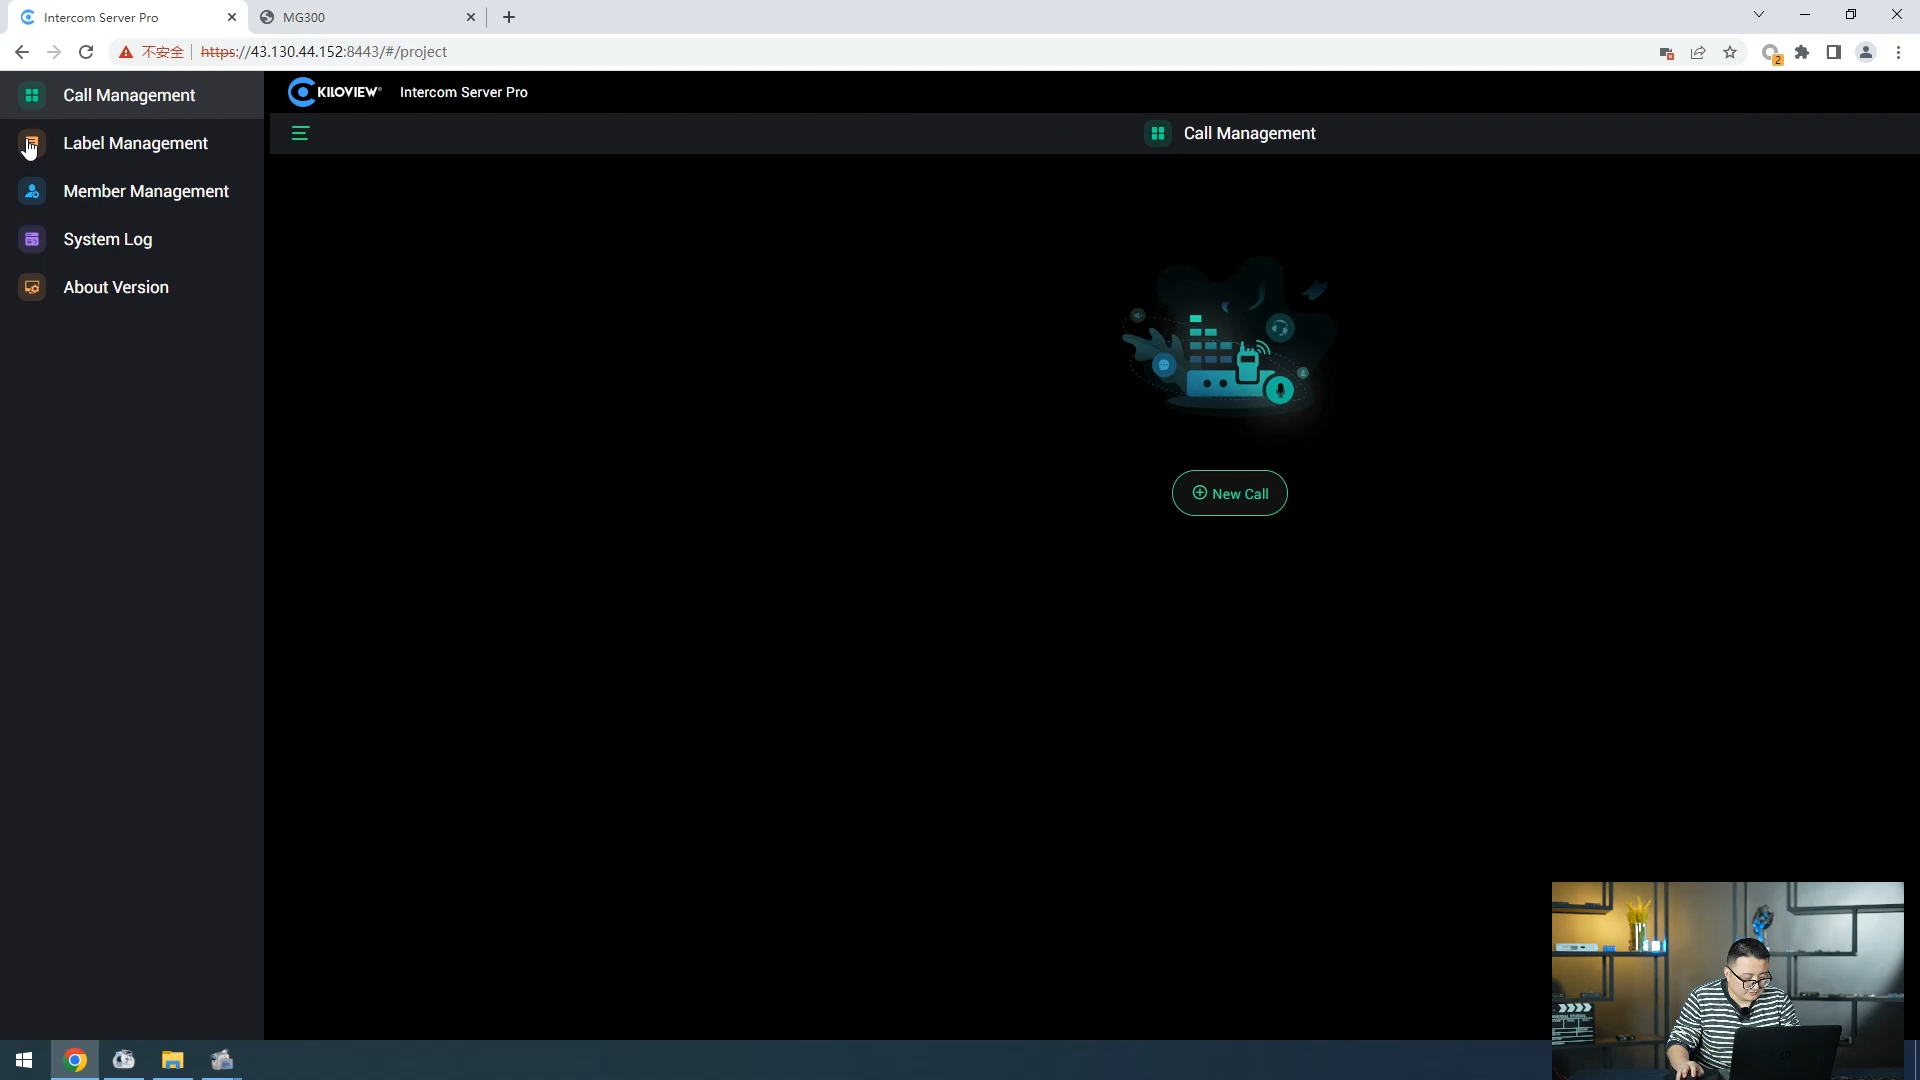 Intercom Server Pro
MG300
不安全
https://43.130.44.152:8443/#/project
2
Call Management
Label Management
Member Management
System Log
About Version
KILOVIEW®
Intercom Server Pro
Call Management
New Call